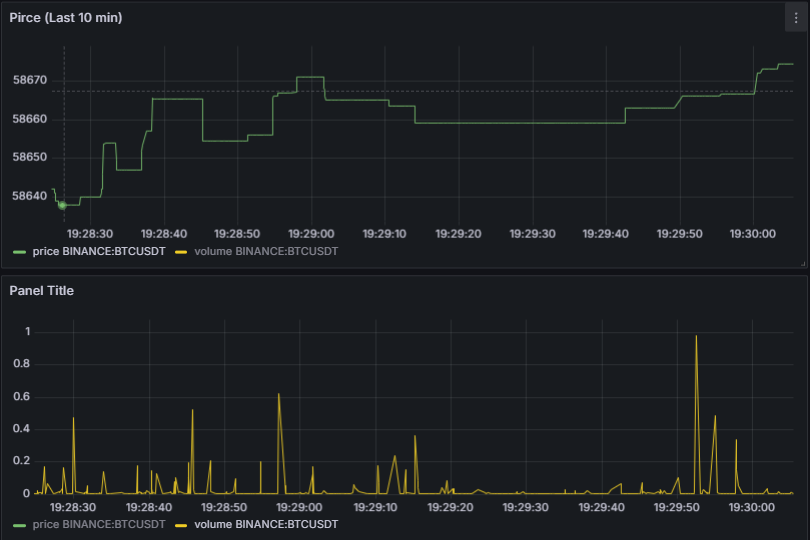 Pirce (Last 10 min)
58670
58660
58650
58640
19:28:30 19:28:40 19:28:50 19:29:00 19:29:10 19:29:20 19:29:30 19:29:40 19:29:50 19:30:00
price BINANCE:BTCUSDT volume BINANCE:BTCUSDT
Panel Title
1
0.8
0.6
0.4
0.2
0
19:28:30 19:28:40 19:28:50 19:29:00 19:29:10 19:29:20 19:29:30 19:29:40 19:29:50 19:30:00
price BINANCE:BTCUSDT volume BINANCE:BTCUSDT